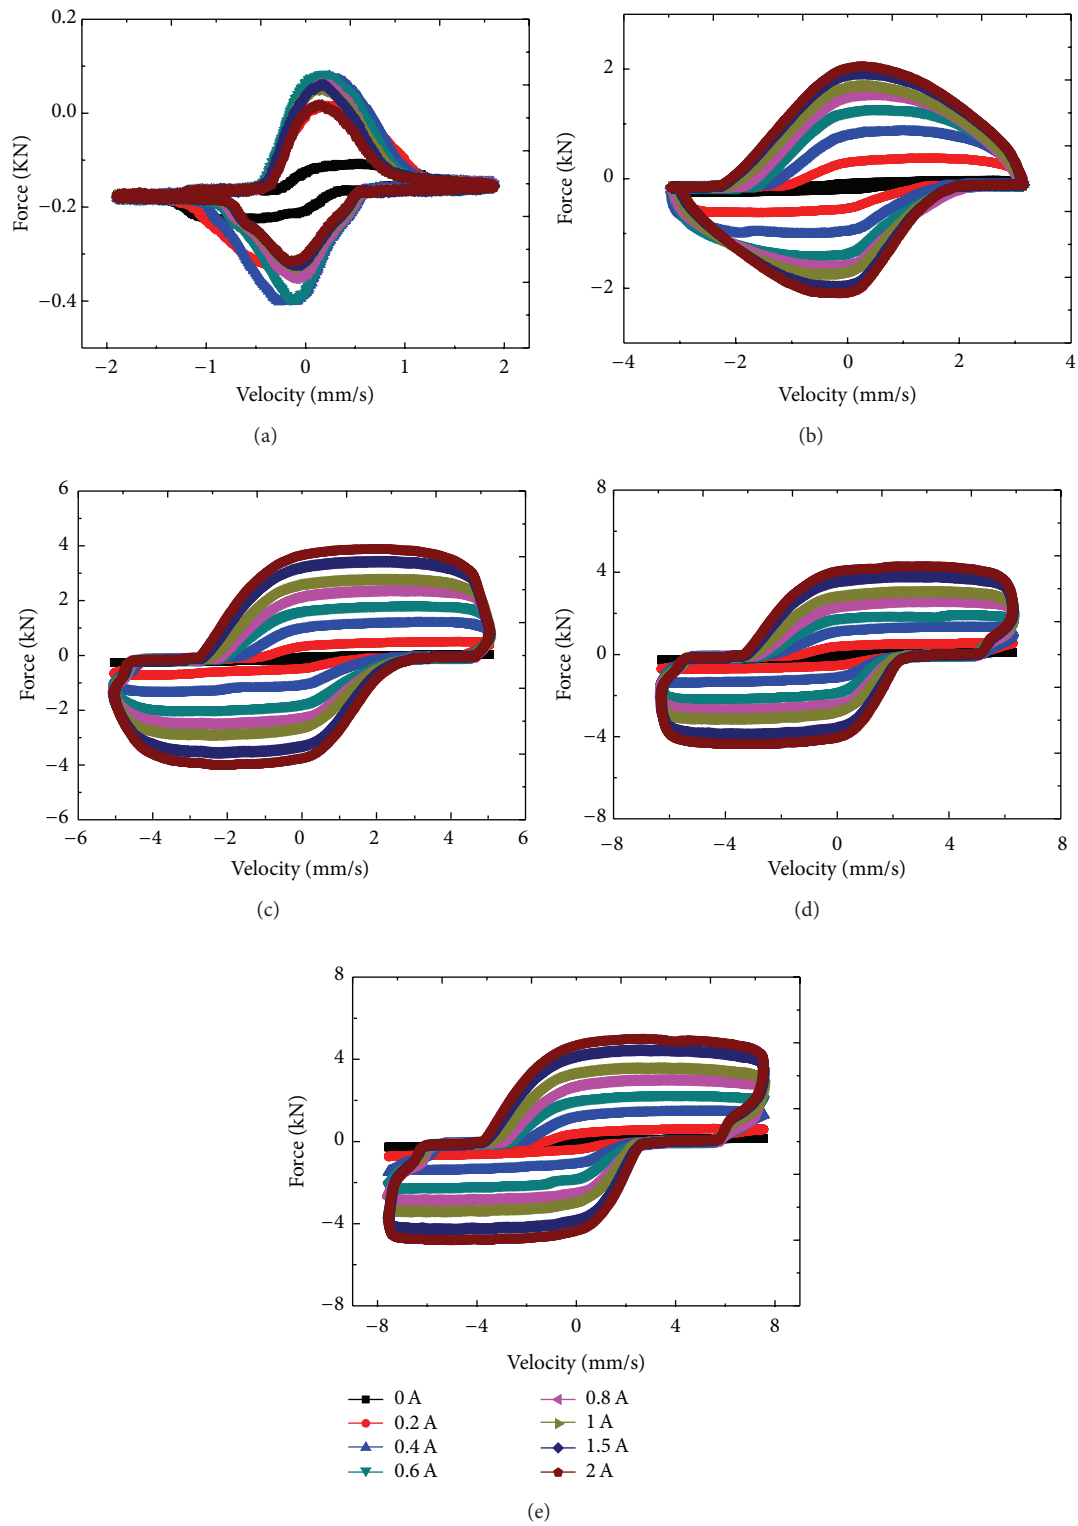 0.2
0.0
−0.2
−0.4
Force (KN)
−2 −1 0 1 2
Velocity (mm/s)
(a)
2
0
−2
Force (kN)
−4 −2 0 2 4
Velocity (mm/s)
(b)
6
4
2
0
−2
−4
−6
Force (kN)
−6 −4 −2 0 2 4 6
Velocity (mm/s)
(c)
8
4
0
−4
−8
Force (kN)
−8 −4 0 4 8
Velocity (mm/s)
(d)
8
4
0
−4
−8
Force (kN)
−8 −4 0 4 8
Velocity (mm/s)
0 A
0.2 A
0.4 A
0.6 A
0.8 A
1 A
1.5 A
2 A
(e)